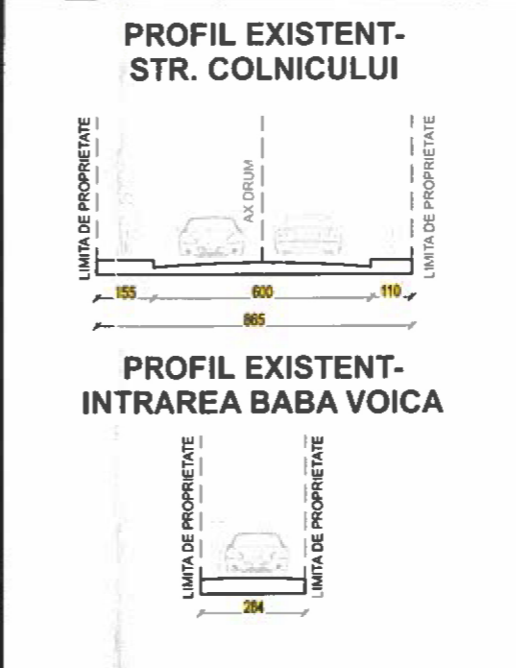 PROFIL EXISTENT-
STR. COLNICULUI
LIMITA DE PROPRIETATE
AX DRUM
LIMITA DE PROPRIETATE
155
600
110
865
PROFIL EXISTENT-
INTRAREA BABA VOICA
LIMITA DE PROPRIETATE
LIMITA DE PROPRIETATE
284